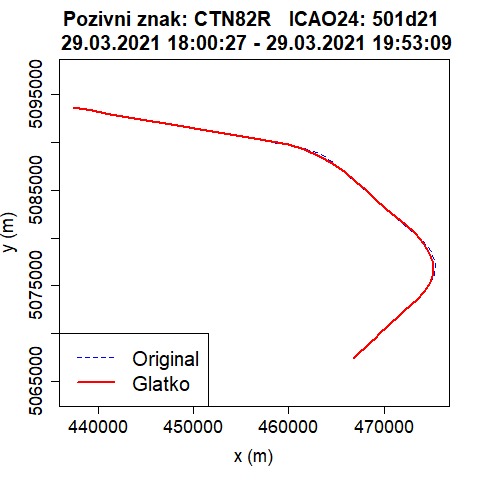 Pozivni znak: CTN82R   ICAO24: 501d21
29.03.2021 18:00:27 - 29.03.2021 19:53:09
5095000
5085000
5075000
5065000
y (m)
Original
Glatko
440000 450000 460000 470000
x (m)